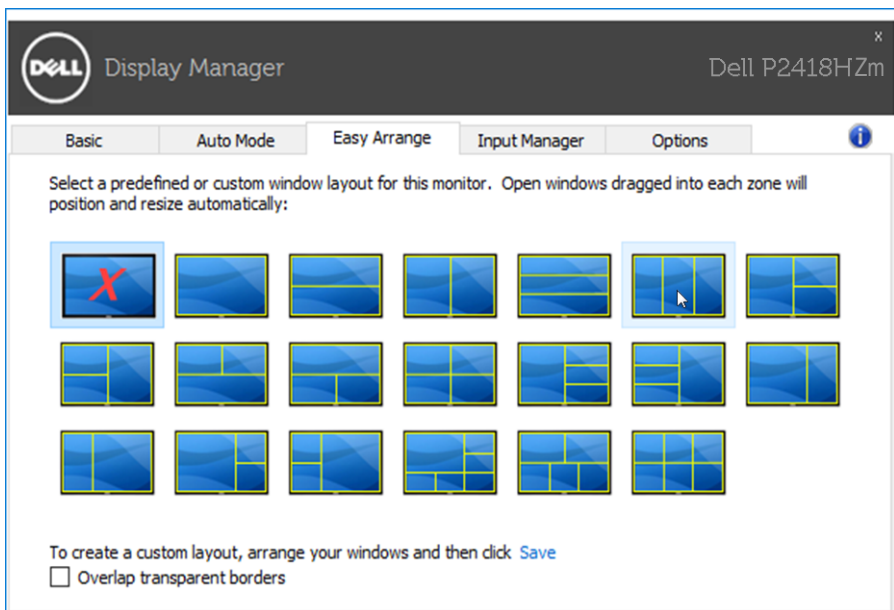 x
DELL Display Manager Dell P2418HZm
Basic Auto Mode Easy Arrange Input Manager Options i
Select a predefined or custom window layout for this monitor. Open windows dragged into each zone will
position and resize automatically:
X
To create a custom layout, arrange your windows and then click Save
Overlap transparent borders